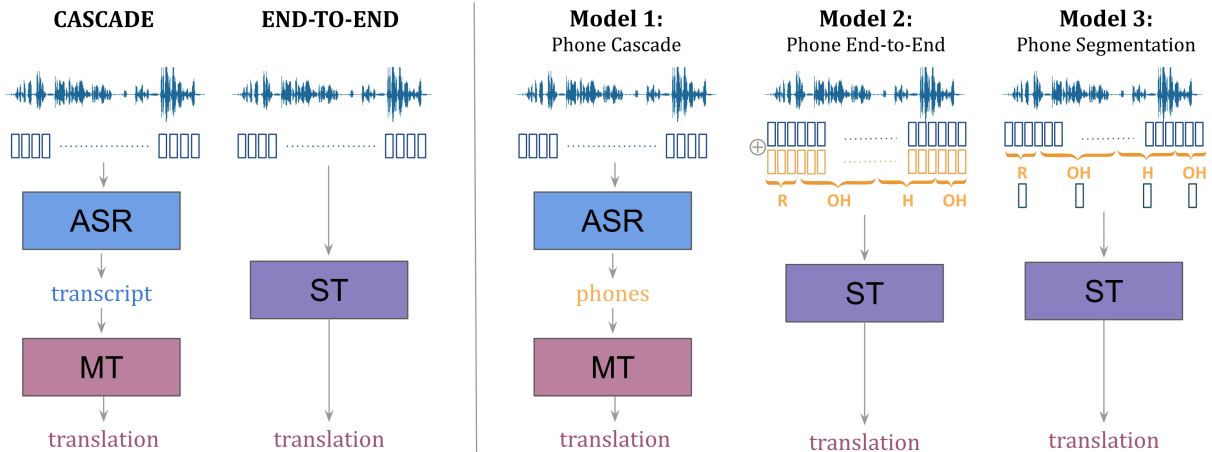 CASCADE
ASR
transcript
MT
translation
END-TO-END
ST
translation
Model 1:
Phone Cascade
ASR
phones
MT
translation
Model 2:
Phone End-to-End
R OH H OH
ST
translation
Model 3:
Phone Segmentation
R OH H OH
ST
translation